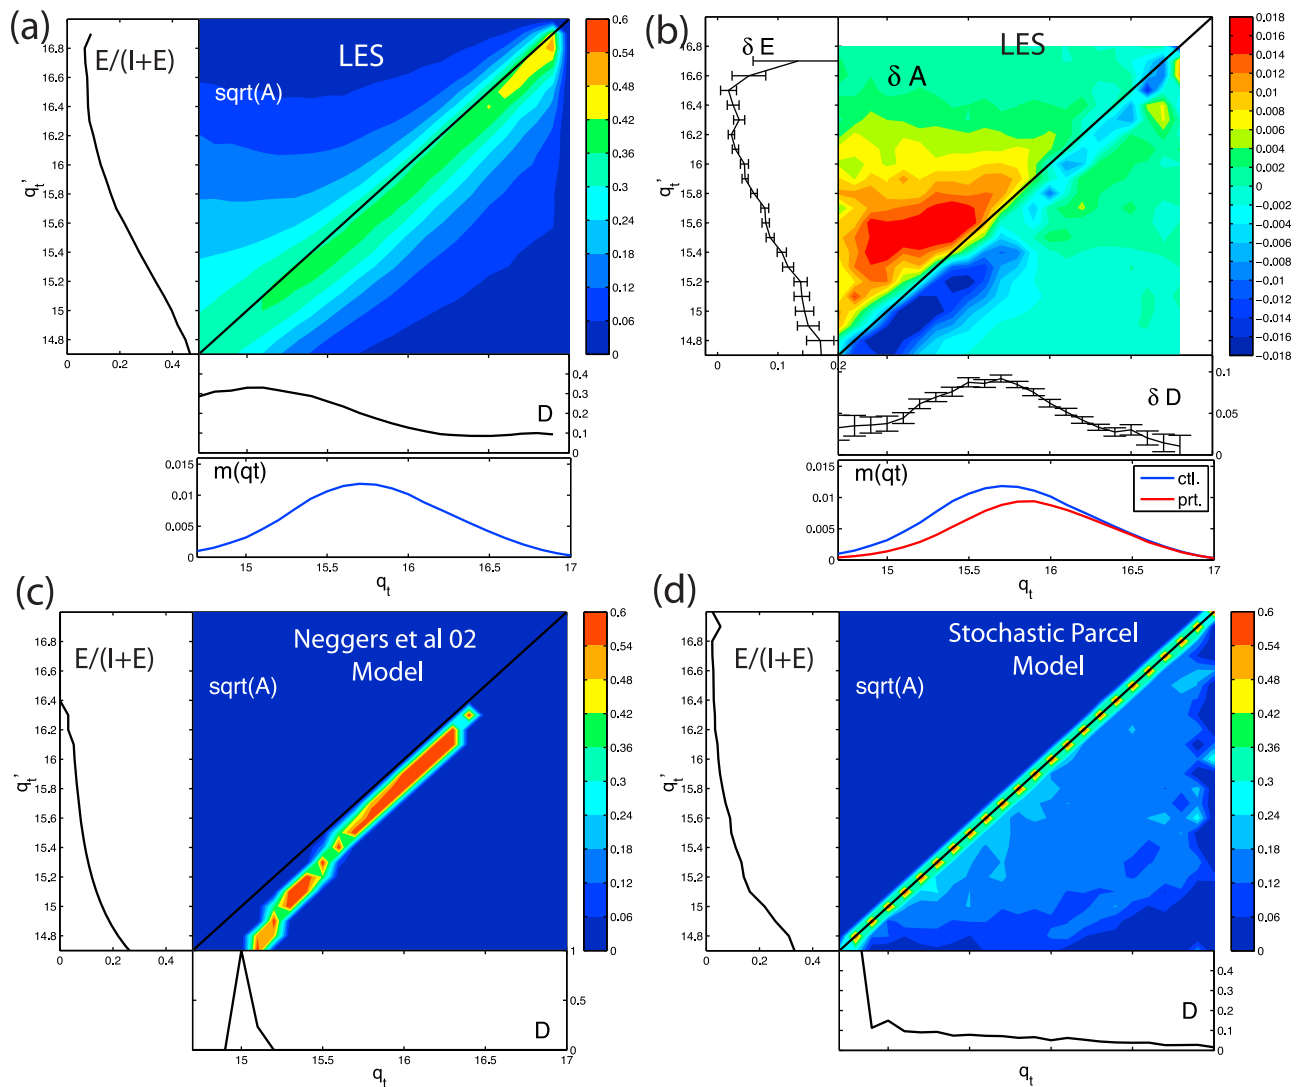 (a)
E/(I+E)
LES
sqrt(A)
q_t'
16.8
16.6
16.4
16.2
16
15.8
15.6
15.4
15.2
15
14.8
0 0.2 0.4
0.6
0.54
0.48
0.42
0.36
0.3
0.24
0.18
0.12
0.06
0
D
0.4
0.3
0.2
0.1
0
m(qt)
0.015
0.01
0.005
0
15 15.5 16 16.5 17
q_t
(b)
δ E
LES
δ A
q_t'
16.8
16.6
16.4
16.2
16
15.8
15.6
15.4
15.2
15
14.8
0 0.1 0.2
0.018
0.016
0.014
0.012
0.010
0.008
0.006
0.004
0.002
0
−0.002
−0.004
−0.006
−0.008
−0.01
−0.012
−0.014
−0.016
−0.018
δ D
0.1
0.05
0
m(qt)
ctl.
prt.
0.015
0.01
0.005
0
15 15.5 16 16.5 17
q_t
(c)
E/(I+E)
Neggers et al 02
Model
sqrt(A)
q_t'
16.8
16.6
16.4
16.2
16
15.8
15.6
15.4
15.2
15
14.8
0 0.2 0.4
0.6
0.54
0.48
0.42
0.36
0.3
0.24
0.18
0.12
0.06
0
D
1
0.5
0
15 15.5 16 16.5 17
q_t
(d)
E/(I+E)
Stochastic Parcel
Model
sqrt(A)
q_t'
16.8
16.6
16.4
16.2
16
15.8
15.6
15.4
15.2
15
14.8
0 0.2 0.4
0.6
0.54
0.48
0.42
0.36
0.3
0.24
0.18
0.12
0.06
0
D
0.4
0.3
0.2
0.1
0
15 15.5 16 16.5 17
q_t